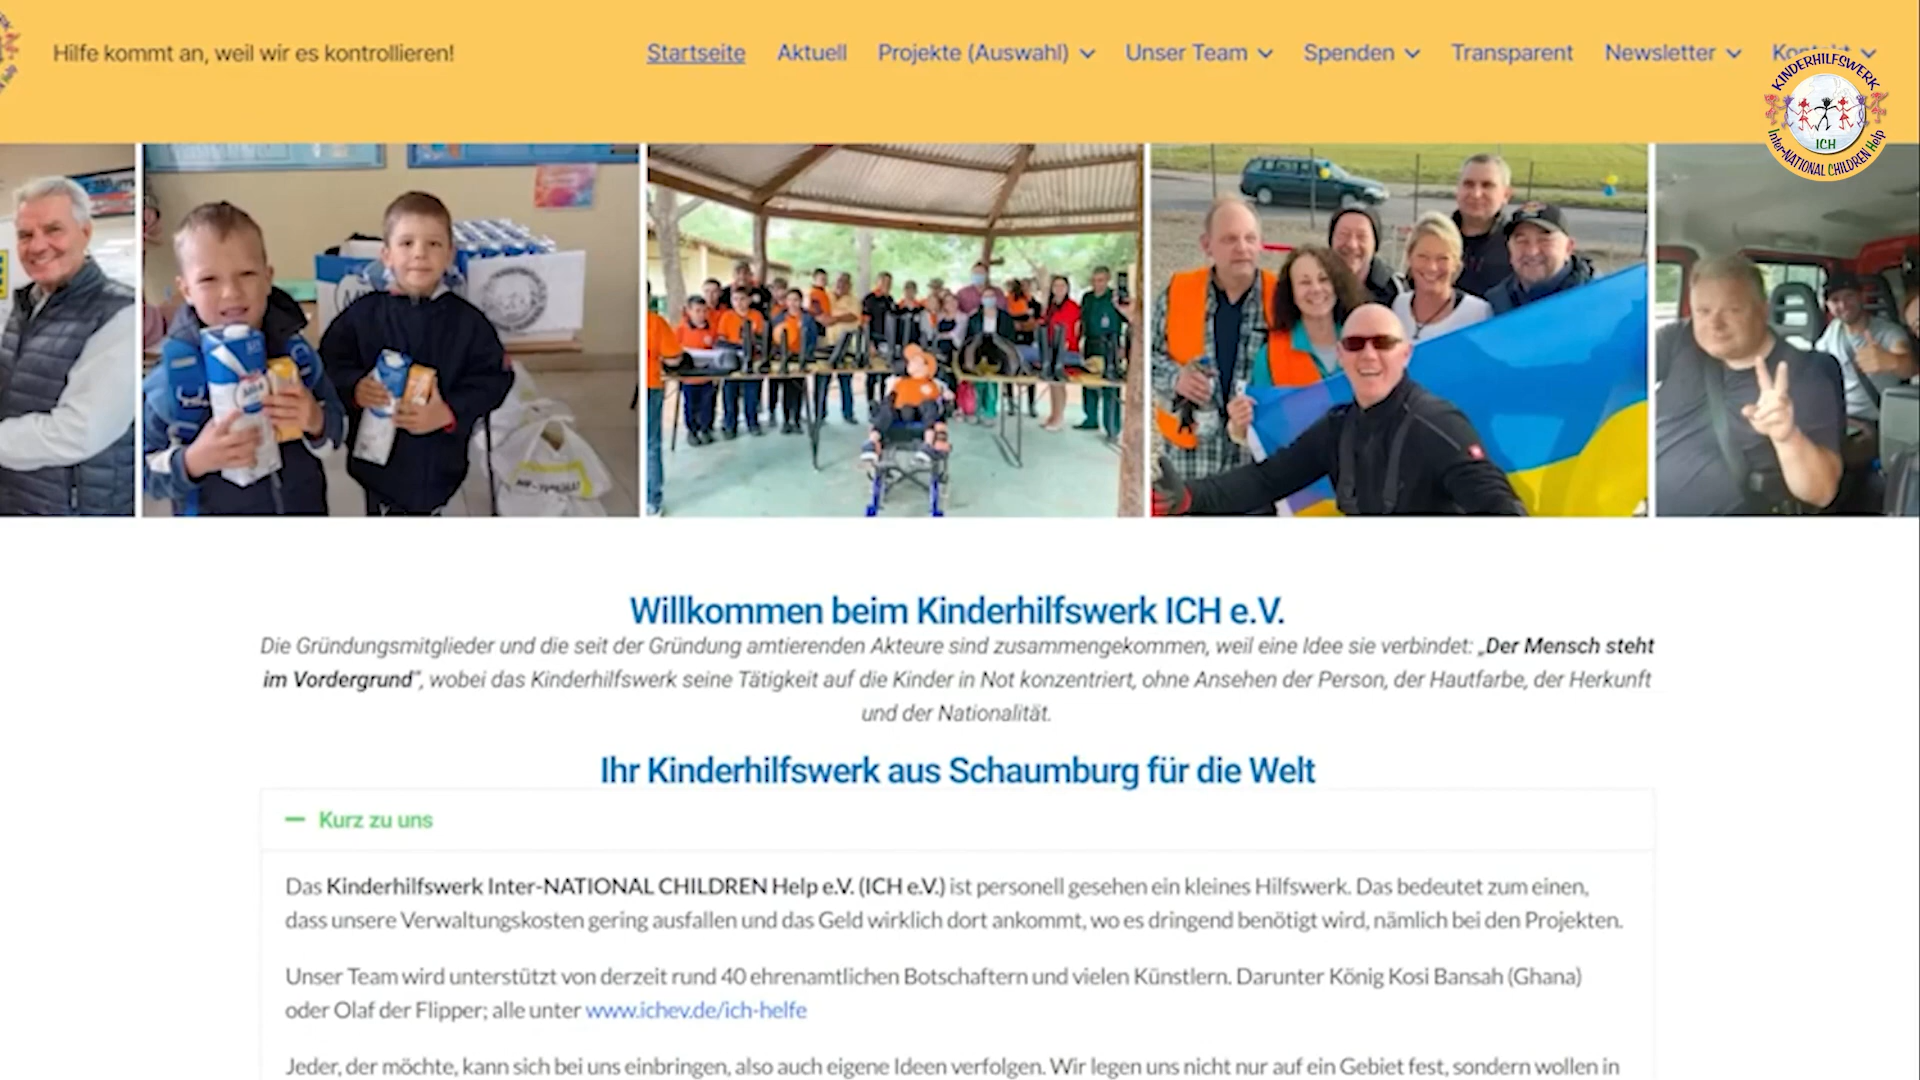 Hilfe kommt an, weil wir es kontrollieren!
Startseite Aktuell Projekte (Auswahl) Unser Team Spenden Transparent Newsletter
KINDERHILFSWERK
ICH
Inter-NATIONAL CHILDREN Help
Willkommen beim Kinderhilfswerk ICH e.V.
Die Gründungsmitglieder und die seit der Gründung amtierenden Akteure sind zusammengekommen, weil eine Idee sie verbindet: „Der Mensch steht
im Vordergrund“, wobei das Kinderhilfswerk seine Tätigkeit auf die Kinder in Not konzentriert, ohne Ansehen der Person, der Hautfarbe, der Herkunft
und der Nationalität.
Ihr Kinderhilfswerk aus Schaumburg für die Welt
Kurz zu uns
Das Kinderhilfswerk Inter-NATIONAL CHILDREN Help e.V. (ICH e.V.) ist personell gesehen ein kleines Hilfswerk. Das bedeutet zum einen,
dass unsere Verwaltungskosten gering ausfallen und das Geld wirklich dort ankommt, wo es dringend benötigt wird, nämlich bei den Projekten.
Unser Team wird unterstützt von derzeit rund 40 ehrenamtlichen Botschaftern und vielen Künstlern. Darunter König Kosi Bansah (Ghana)
oder Olaf der Flipper; alle unter www.ichev.de/ich-helfe
Jeder, der möchte, kann sich bei uns einbringen, also auch eigene Ideen verfolgen. Wir legen uns nicht nur auf ein Gebiet fest, sondern wollen in